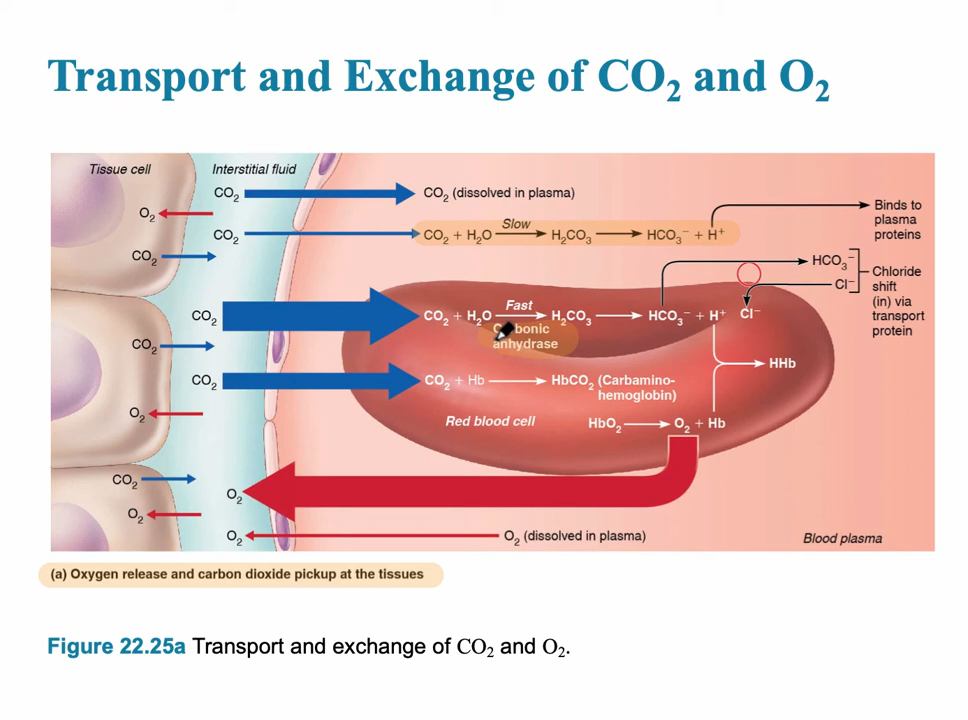 Transport and Exchange of CO₂ and O₂
Tissue cell
Interstitial fluid
CO₂
CO₂ (dissolved in plasma)
O₂
CO₂
Slow
CO₂ + H₂O → H₂CO₃ → HCO₃⁻ + H⁺
Binds to
plasma
proteins
CO₂
HCO₃⁻
Cl⁻
Chloride
shift
(in) via
transport
protein
CO₂
Fast
CO₂ + H₂O → H₂CO₃ → HCO₃⁻ + H⁺
Cl⁻
Carbonic
anhydrase
CO₂
HHb
CO₂
CO₂ + Hb → HbCO₂ (Carbamino-
hemoglobin)
O₂
Red blood cell
HbO₂ → O₂ + Hb
CO₂
O₂
O₂
O₂
O₂ (dissolved in plasma)
Blood plasma
(a) Oxygen release and carbon dioxide pickup at the tissues
Figure 22.25a Transport and exchange of CO₂ and O₂.